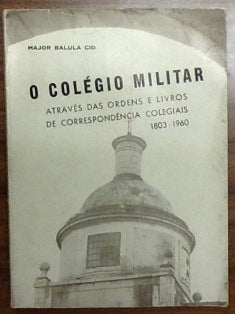 MAJOR BALULA CID
O COLÉGIO MILITAR
ATRAVÉS DAS ORDENS E LIVROS
DE CORRESPONDÊNCIA COLEGIAIS
1803-1960